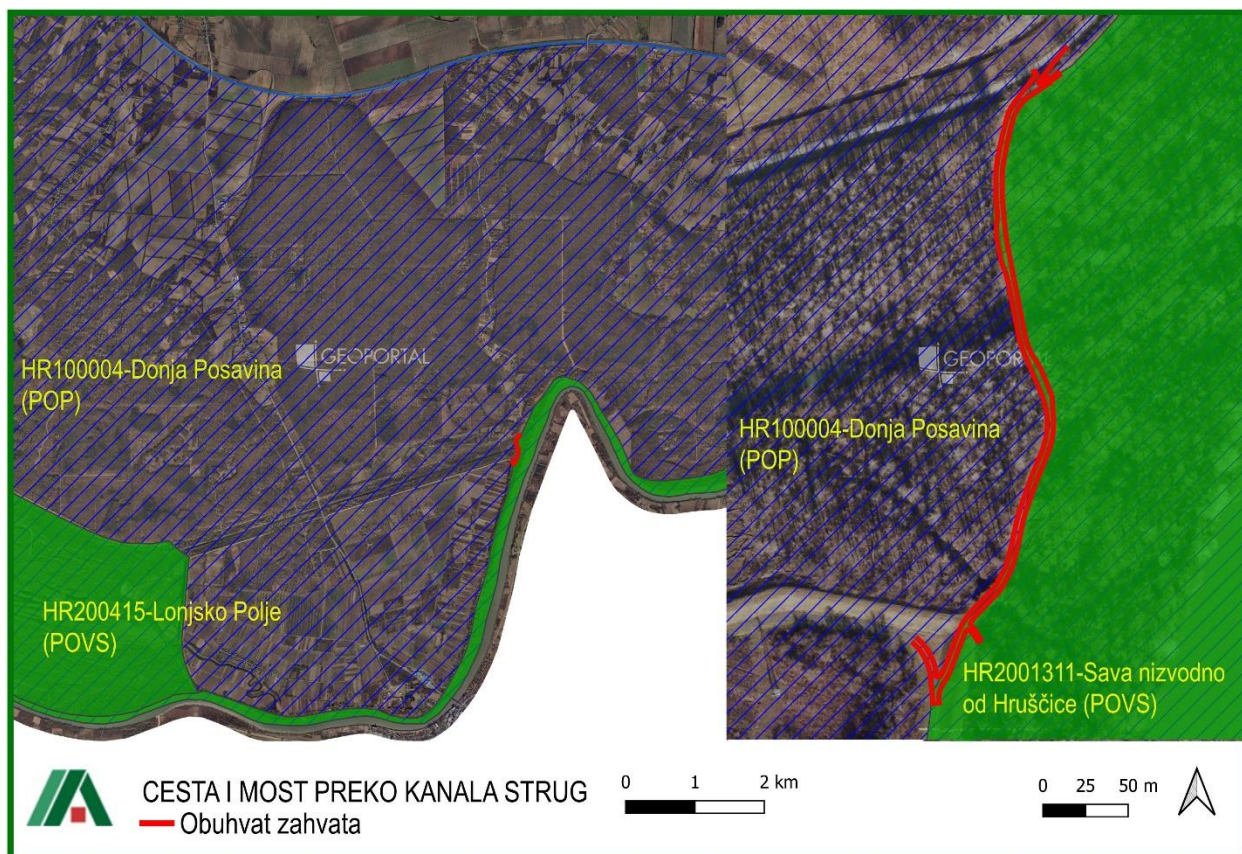 HR100004-Donja Posavina
(POP)
GEOPORTAL
HR200415-Lonjsko Polje
(POVS)
GEOPORTAL
HR100004-Donja Posavina
(POP)
HR2001311-Sava nizvodno
od Hruščice (POVS)
CESTA I MOST PREKO KANALA STRUG
Obuhvat zahvata
0 1 2 km
0 25 50 m